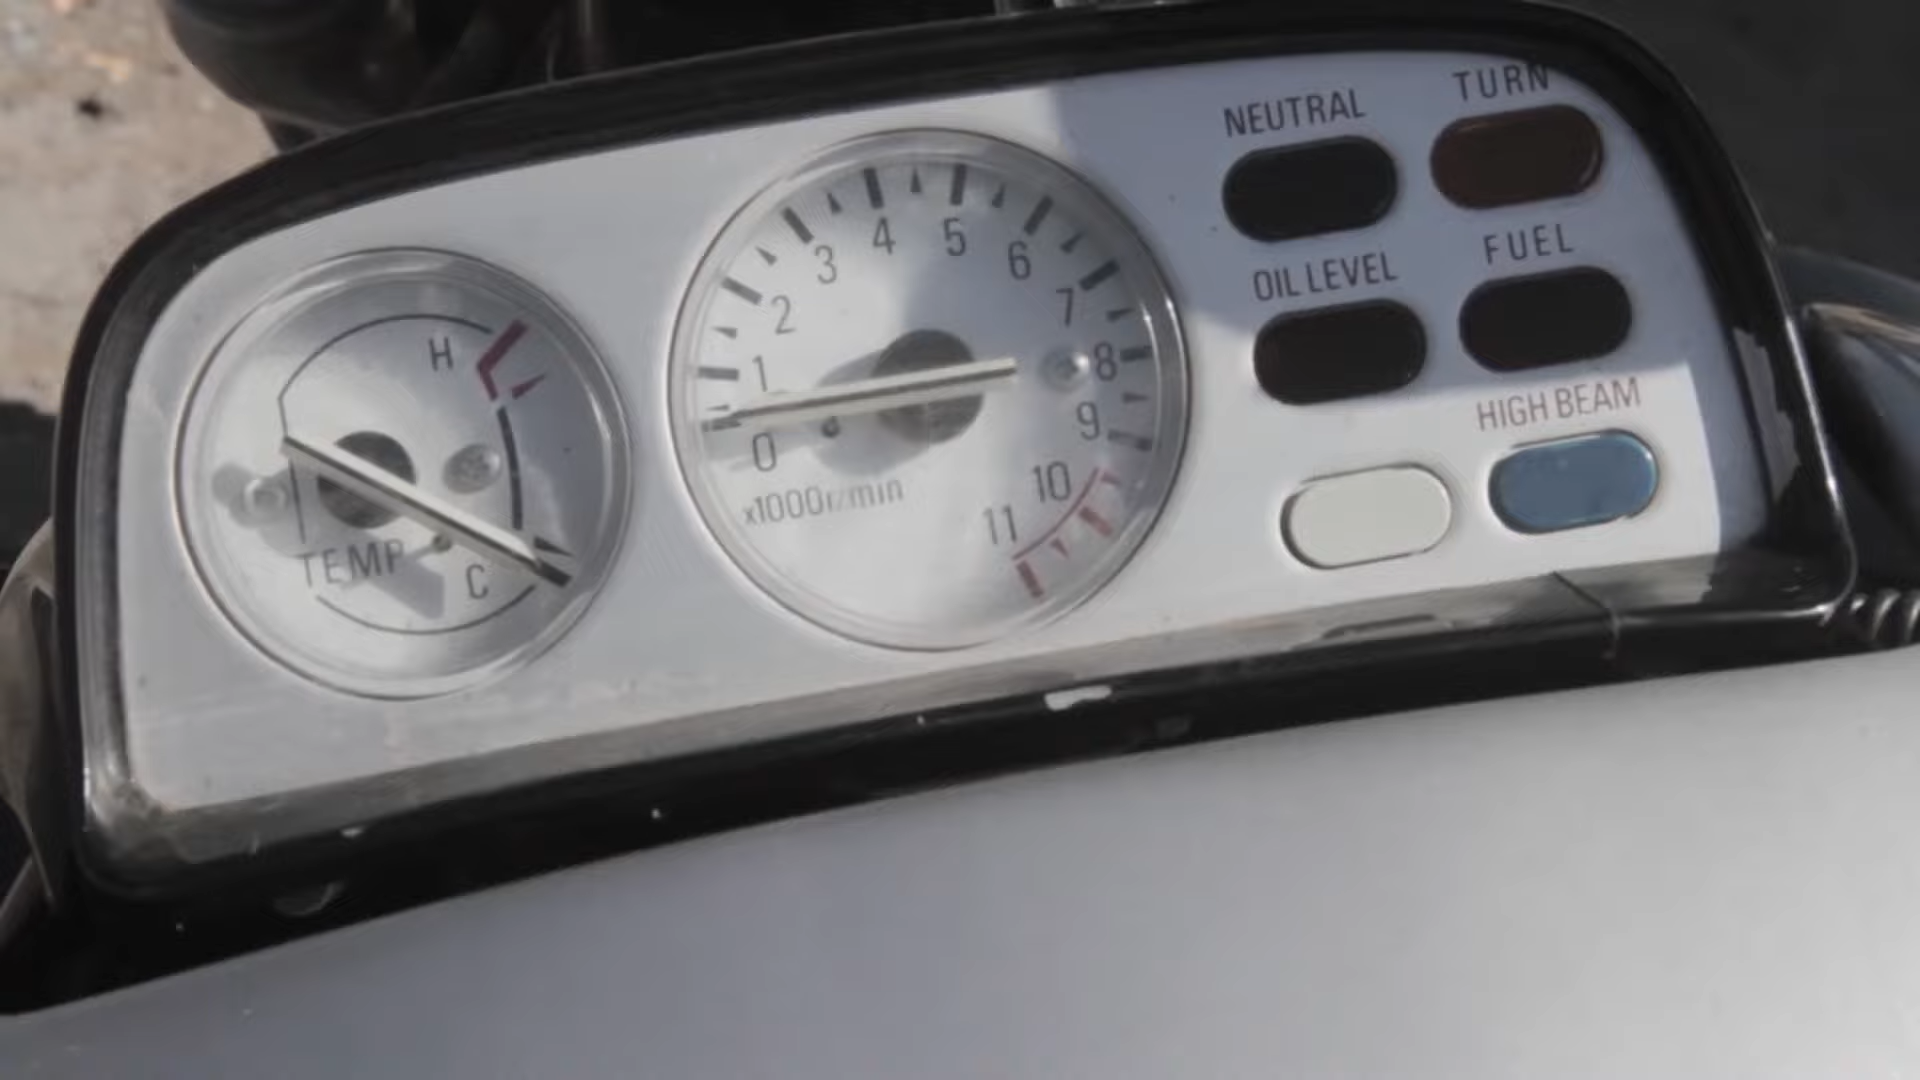 H
TEMP
C
0
1
2
3
4
5
6
7
8
9
10
11
x1000r/min
NEUTRAL
TURN
OIL LEVEL
FUEL
HIGH BEAM